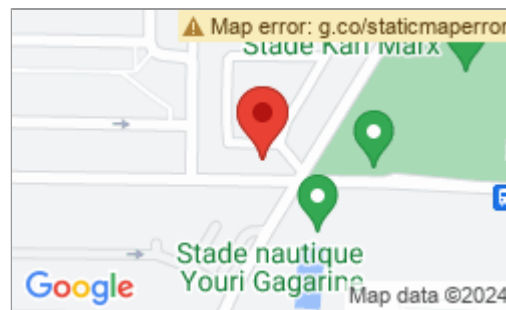 Map error: g.co/staticmaperror
Stade Karl Marx
Stade nautique
Youri Gagarine
Google
Map data ©2024